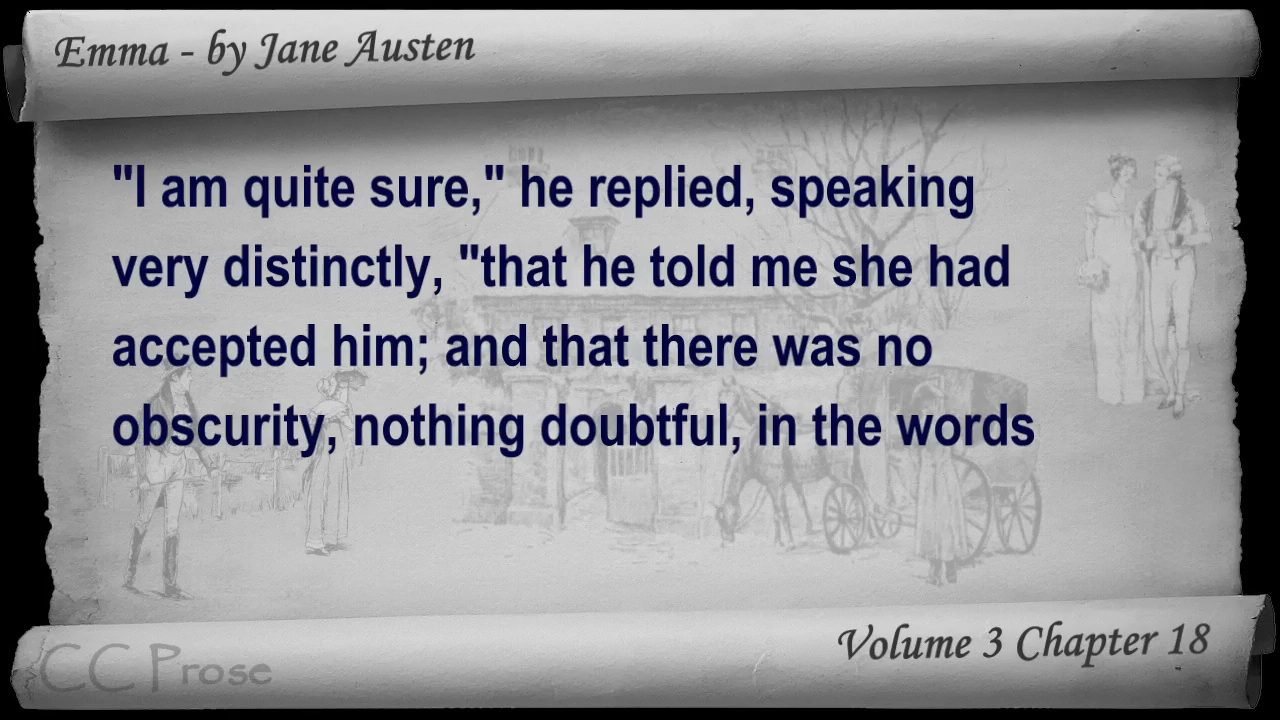 Emma - by Jane Austen
"I am quite sure," he replied, speaking
very distinctly, "that he told me she had
accepted him; and that there was no
obscurity, nothing doubtful, in the words
Volume 3 Chapter 18
CC Prose